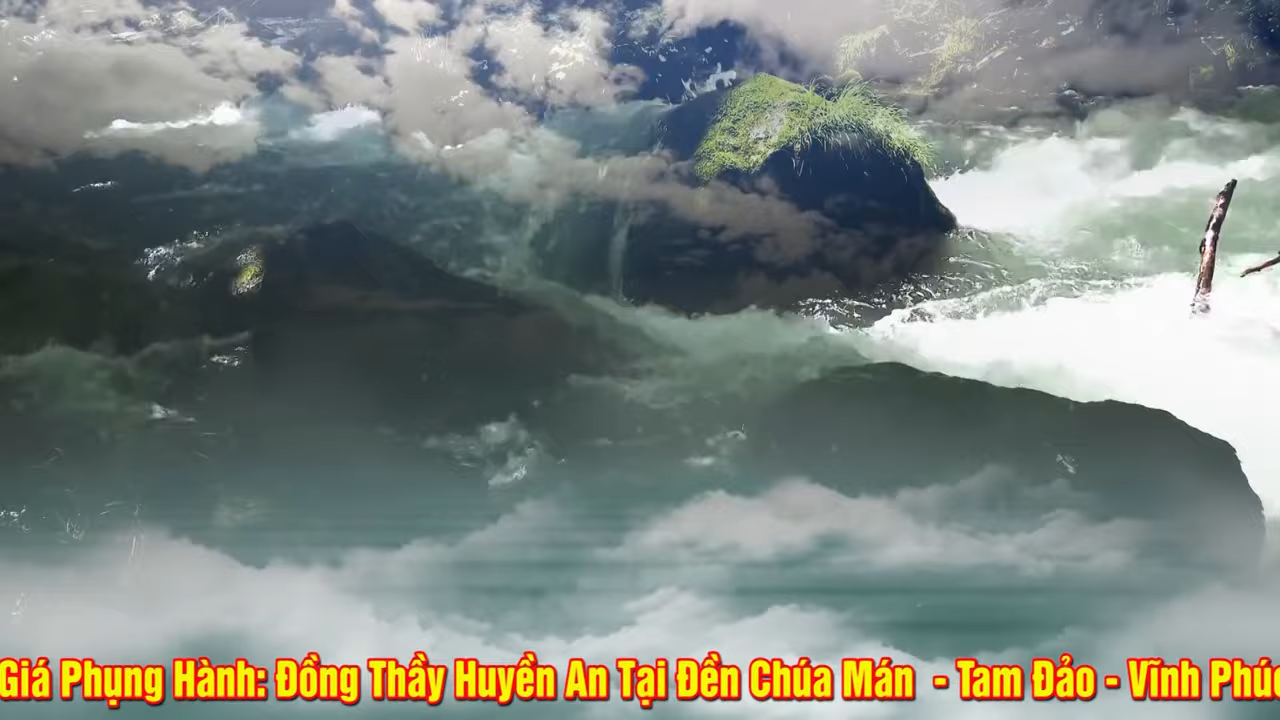 Giá Phụng Hành: Đồng Thầy Huyền An Tại Đền Chúa Mán - Tam Đảo - Vĩnh Phúc